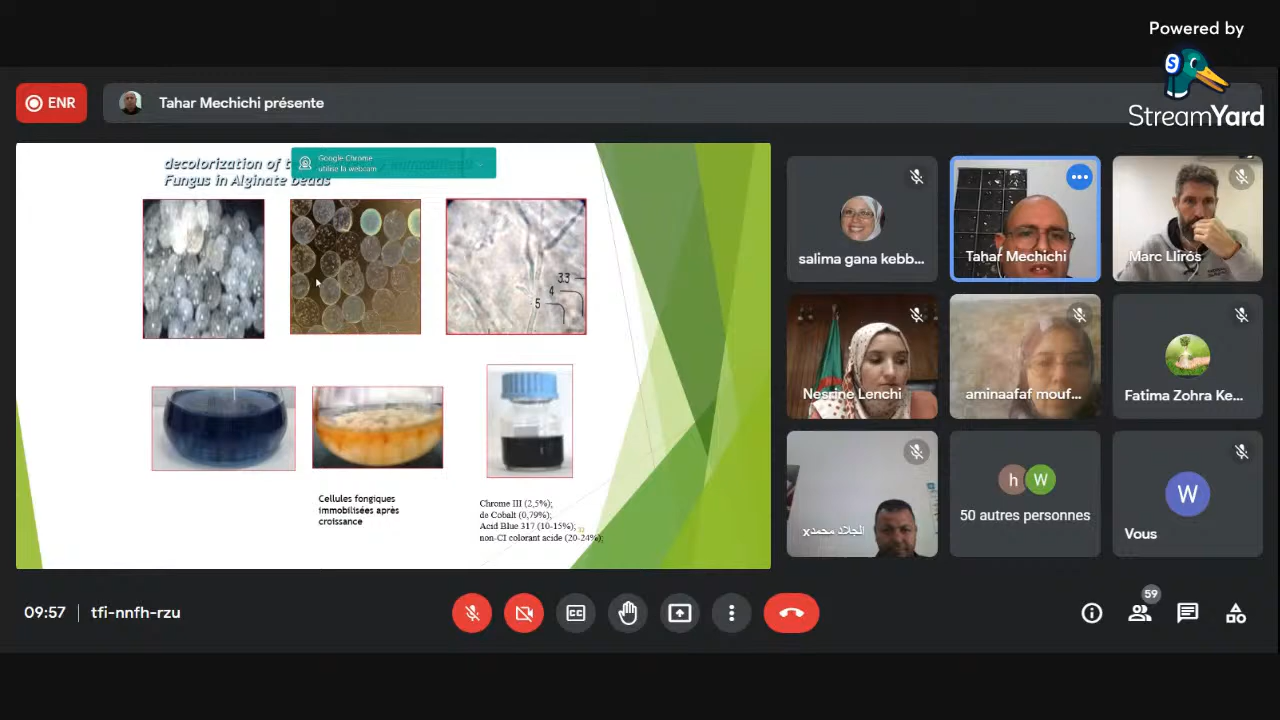 Powered by
StreamYard
ENR
Tahar Mechichi présente
decolorization of
Fungus in Alginate beads
Google Chrome
utilise la webcam
33
4
5
Cellules fongiques
immobilisées après
croissance
Chrome III (2,5%);
de Cobalt (0,79%);
Acid Blue 317 (10-15%);
non-CI colorant acide (20-24%);
salima gana kebb...
Tahar Mechichi
Marc Llirós
Nesrine Lenchi
aminaafaf mouf...
Fatima Zohra Ke...
الجلاد محمدx
h
W
50 autres personnes
W
Vous
09:57
tfi-nnfh-rzu
59